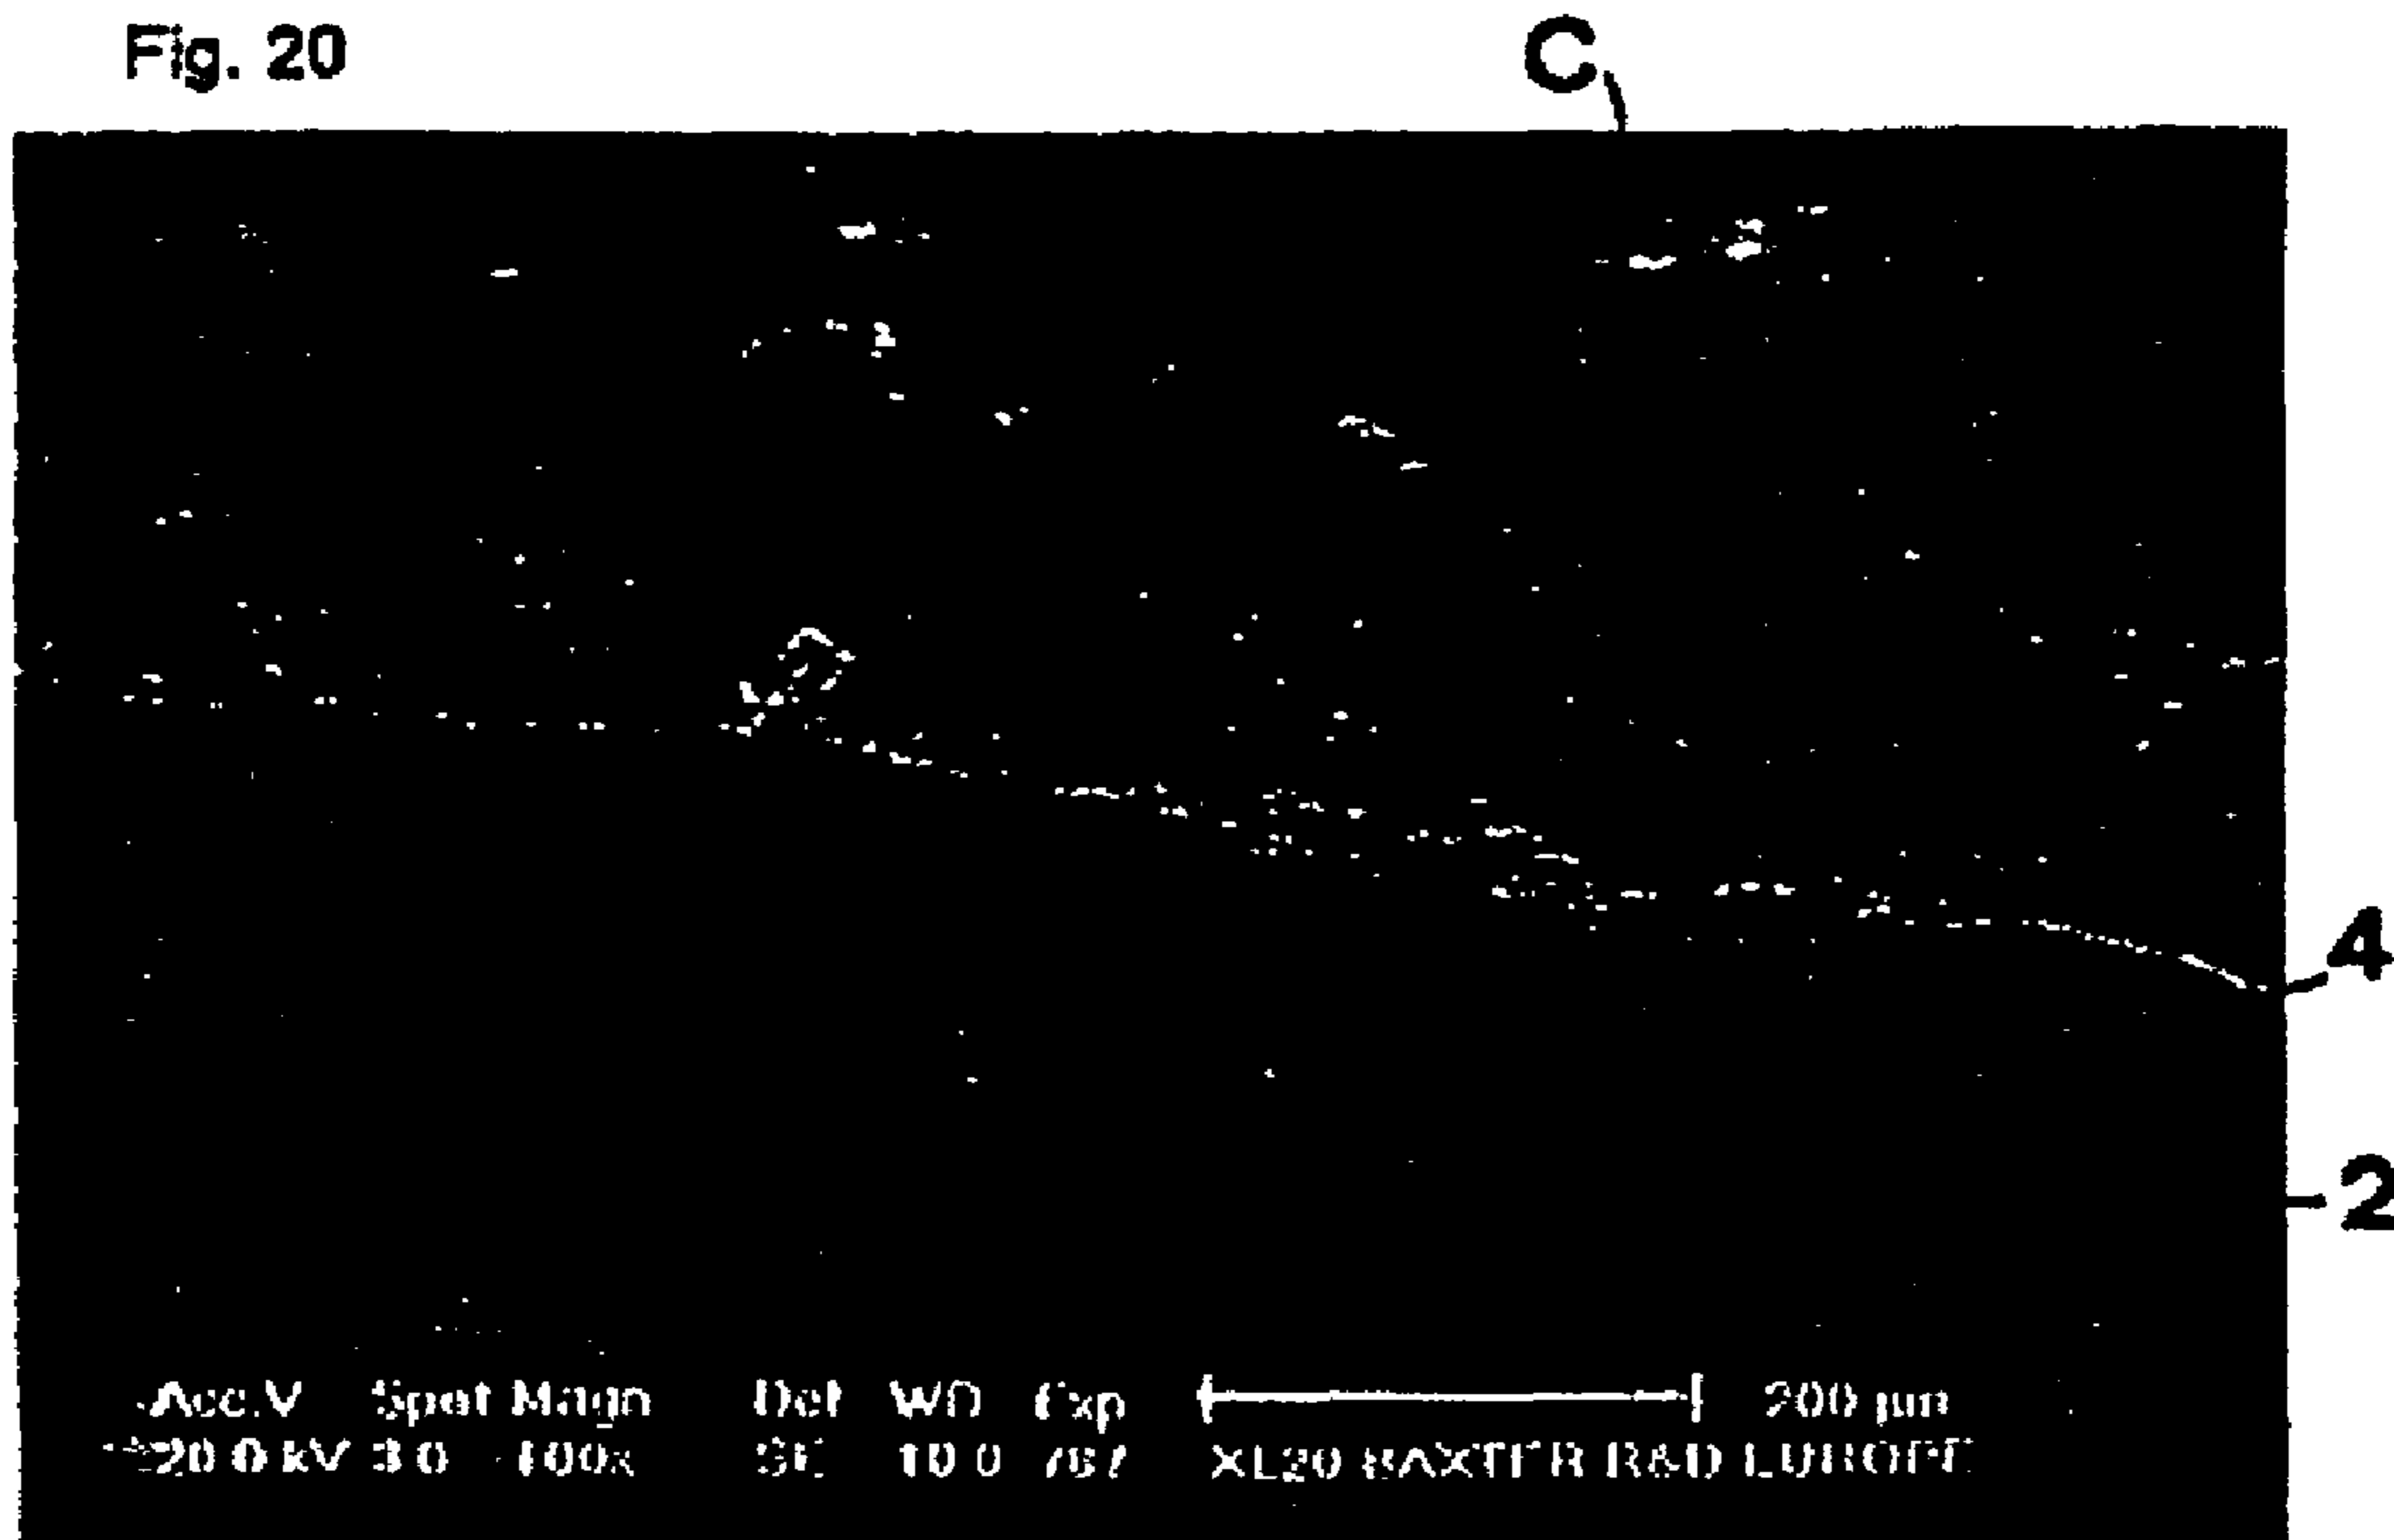 Fig. 20
C
4
2
Acc.V Spot Magn Det WD Exp 200 µm
20.0 kV 3.0 100x SE 10.0 XL20 BAXTER R&D EUROPE